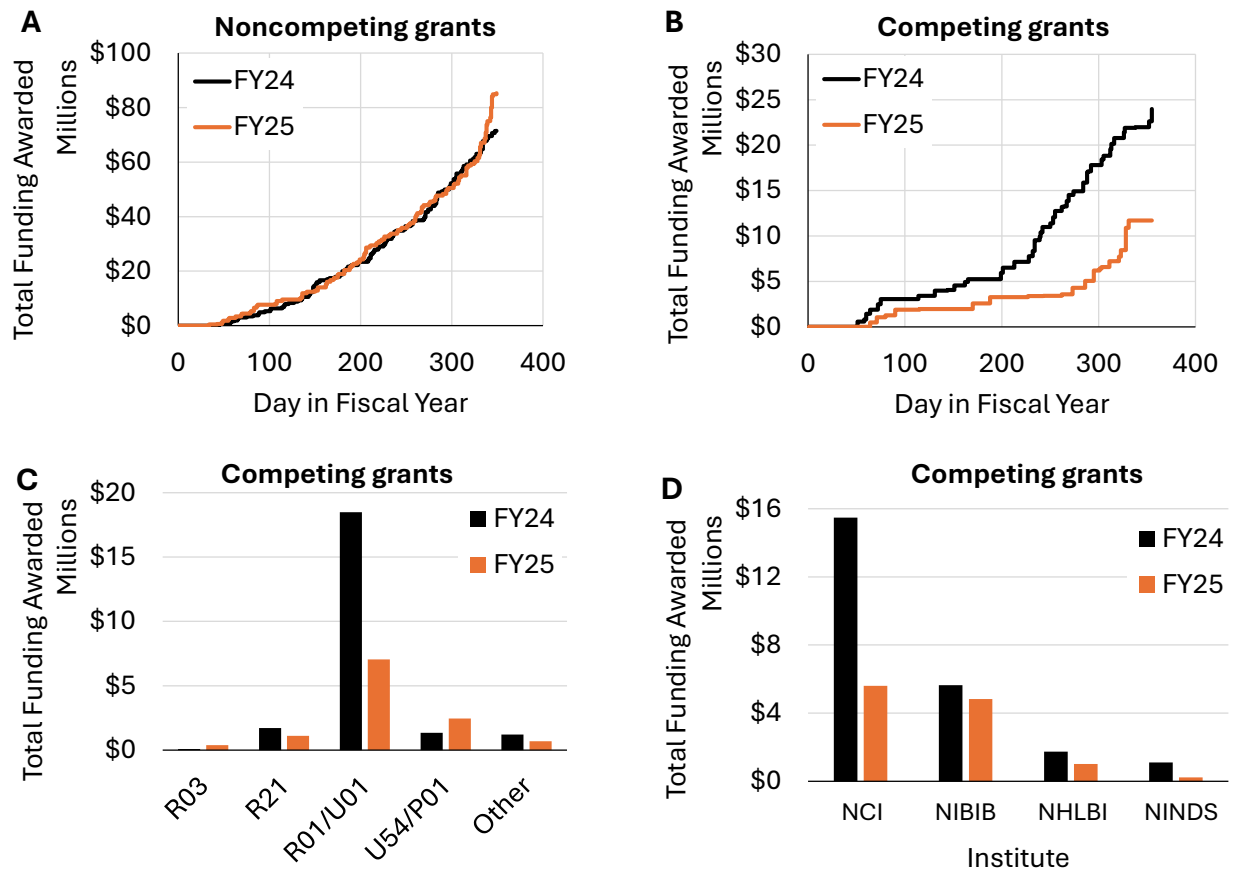 A
Noncompeting grants
Total Funding Awarded
Millions
$100
$80
$60
$40
$20
$0
FY24
FY25
0
100
200
300
400
Day in Fiscal Year
B
Competing grants
Total Funding Awarded
Millions
$30
$25
$20
$15
$10
$5
$0
FY24
FY25
0
100
200
300
400
Day in Fiscal Year
C
Competing grants
Total Funding Awarded
Millions
$20
$15
$10
$5
$0
FY24
FY25
R03
R21
R01/U01
U54/P01
Other
D
Competing grants
Total Funding Awarded
Millions
$16
$12
$8
$4
$0
FY24
FY25
NCI
NIBIB
NHLBI
NINDS
Institute